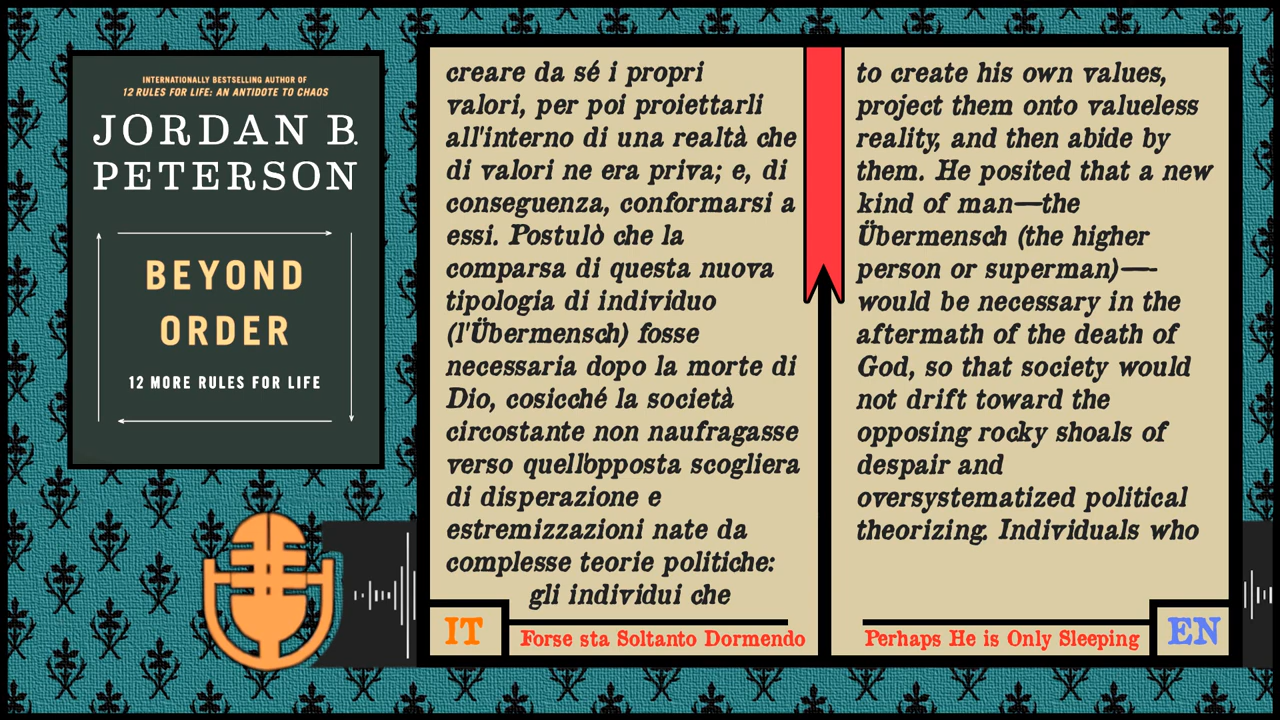 INTERNATIONALLY BESTSELLING AUTHOR OF
12 RULES FOR LIFE: AN ANTIDOTE TO CHAOS
JORDAN B.
PETERSON
BEYOND
ORDER
12 MORE RULES FOR LIFE
creare da sé i propri
valori, per poi proiettarli
all'interno di una realtà che
di valori ne era priva; e, di
conseguenza, conformarsi a
essi. Postulò che la
comparsa di questa nuova
tipologia di individuo
(l'Übermensch) fosse
necessaria dopo la morte di
Dio, cosicché la società
circostante non naufragasse
verso quellbpposta scogliera
di disperazione e
estremizzazioni nate da
complesse teorie politiche:
gli individui che
IT
Forse sta Soltanto Dormendo
to create his own values,
project them onto valueless
reality, and then abide by
them. He posited that a new
kind of man—the
Übermensch (the higher
person or superman)—-
would be necessary in the
aftermath of the death of
God, so that society would
not drift toward the
opposing rocky shoals of
despair and
oversystematized political
theorizing. Individuals who
Perhaps He is Only Sleeping
EN